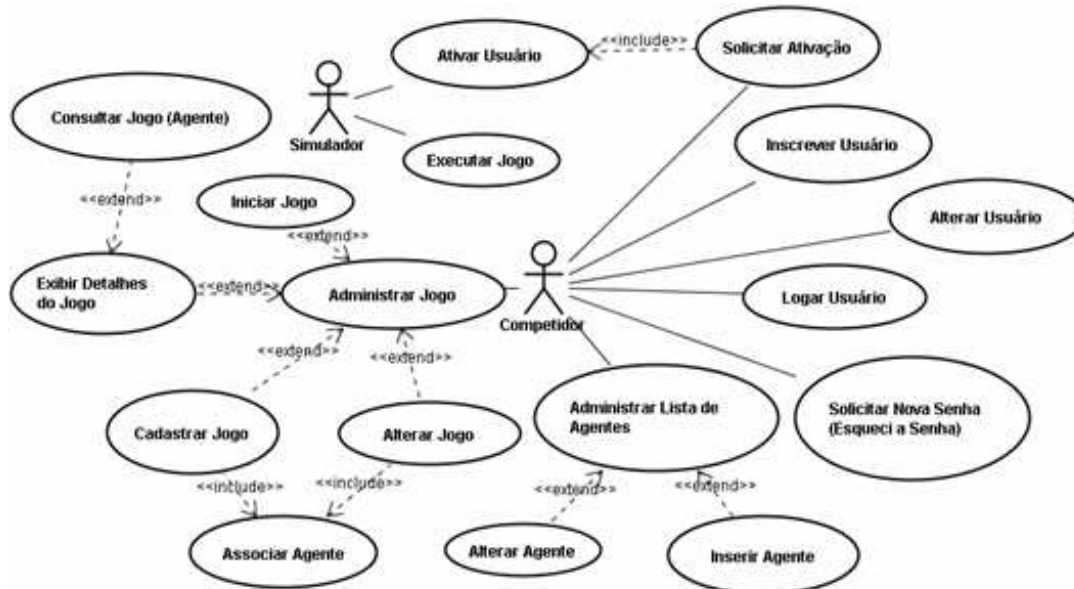 Ativar Usuário
<<include>>
Solicitar Ativação
Consultar Jogo (Agente)
Simulador
Executar Jogo
Inscrever Usuário
<<extend>>
Iniciar Jogo
<<extend>>
Alterar Usuário
Exibir Detalhes
do Jogo
<<extend>>
Administrar Jogo
Logar Usuário
Competidor
<<extend>>
<<extend>>
Administrar Lista de
Agentes
Solicitar Nova Senha
(Esqueci a Senha)
Cadastrar Jogo
Alterar Jogo
<<include>>
<<include>>
<<extend>>
<<extend>>
Associar Agente
Alterar Agente
Inserir Agente